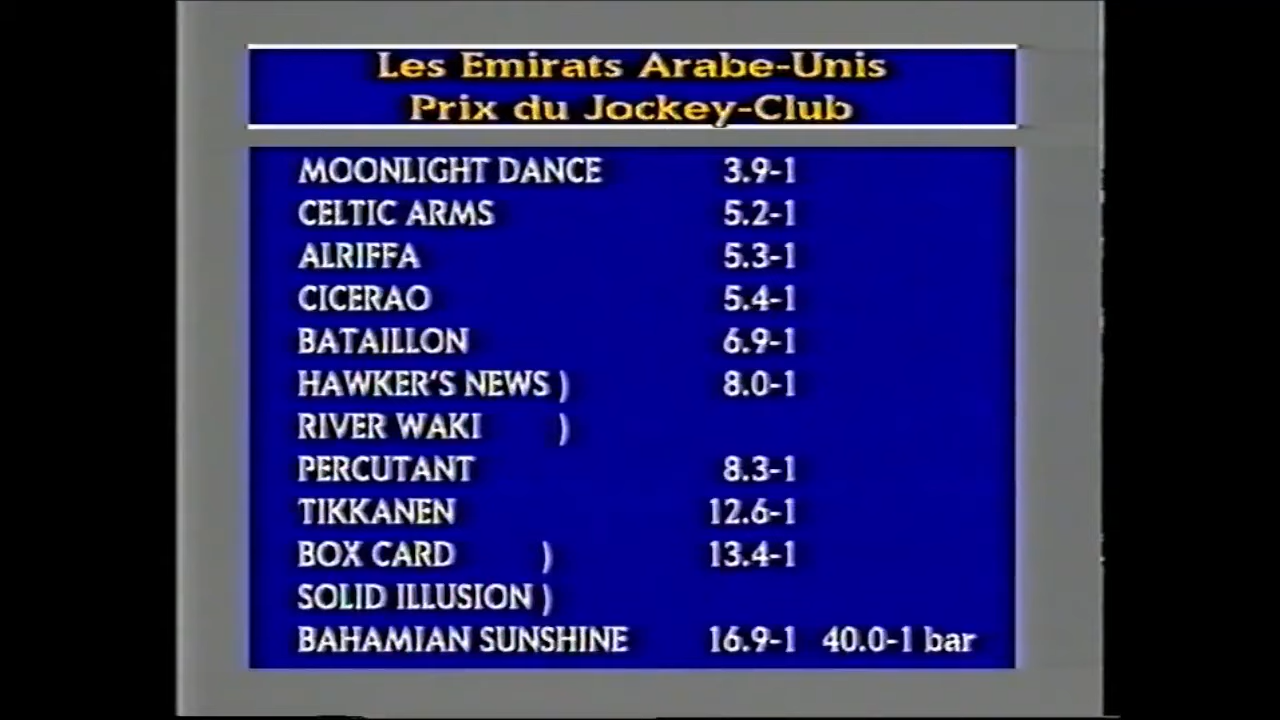 Les Emirats Arabe-Unis
Prix du Jockey-Club
MOONLIGHT DANCE 3.9-1
CELTIC ARMS 5.2-1
ALRIFFA 5.3-1
CICERAO 5.4-1
BATAILLON 6.9-1
HAWKER'S NEWS ) 8.0-1
RIVER WAKI )
PERCUTANT 8.3-1
TIKKANEN 12.6-1
BOX CARD ) 13.4-1
SOLID ILLUSION )
BAHAMIAN SUNSHINE 16.9-1 40.0-1 bar